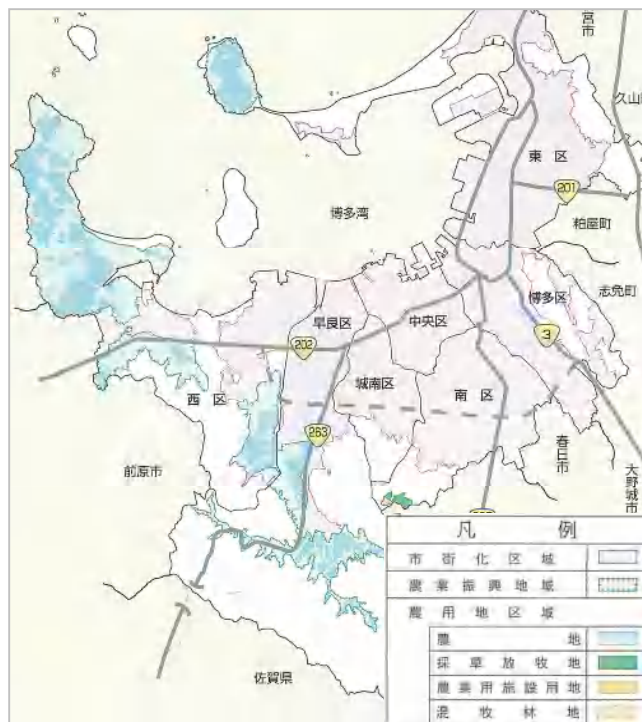 宮市
久山
東区
201
博多湾
粕屋町
志免町
博多区
3
早良区
中央区
202
城南区
西区
南区
263
前原市
春日市
大野城市
佐賀県
凡例
市街化区域
農業振興地域
農用地区域
農地
採草放牧地
農業用施設用地
混牧林地